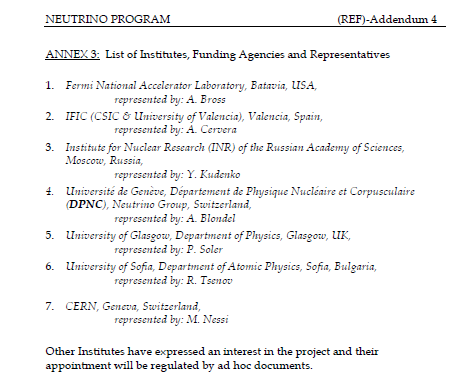 NEUTRINO PROGRAM (REF)-Addendum 4
ANNEX 3: List of Institutes, Funding Agencies and Representatives
1. Fermi National Accelerator Laboratory, Batavia, USA,
represented by: A. Bross
2. IFIC (CSIC & University of Valencia), Valencia, Spain,
represented by: A. Cervera
3. Institute for Nuclear Research (INR) of the Russian Academy of Sciences,
Moscow, Russia,
represented by: Y. Kudenko
4. Université de Genève, Département de Physique Nucléaire et Corpusculaire
(DPNC), Neutrino Group, Switzerland,
represented by: A. Blondel
5. University of Glasgow, Department of Physics, Glasgow, UK,
represented by: P. Soler
6. University of Sofia, Department of Atomic Physics, Sofia, Bulgaria,
represented by: R. Tsenov
7. CERN, Geneva, Switzerland,
represented by: M. Nessi
Other Institutes have expressed an interest in the project and their
appointment will be regulated by ad hoc documents.